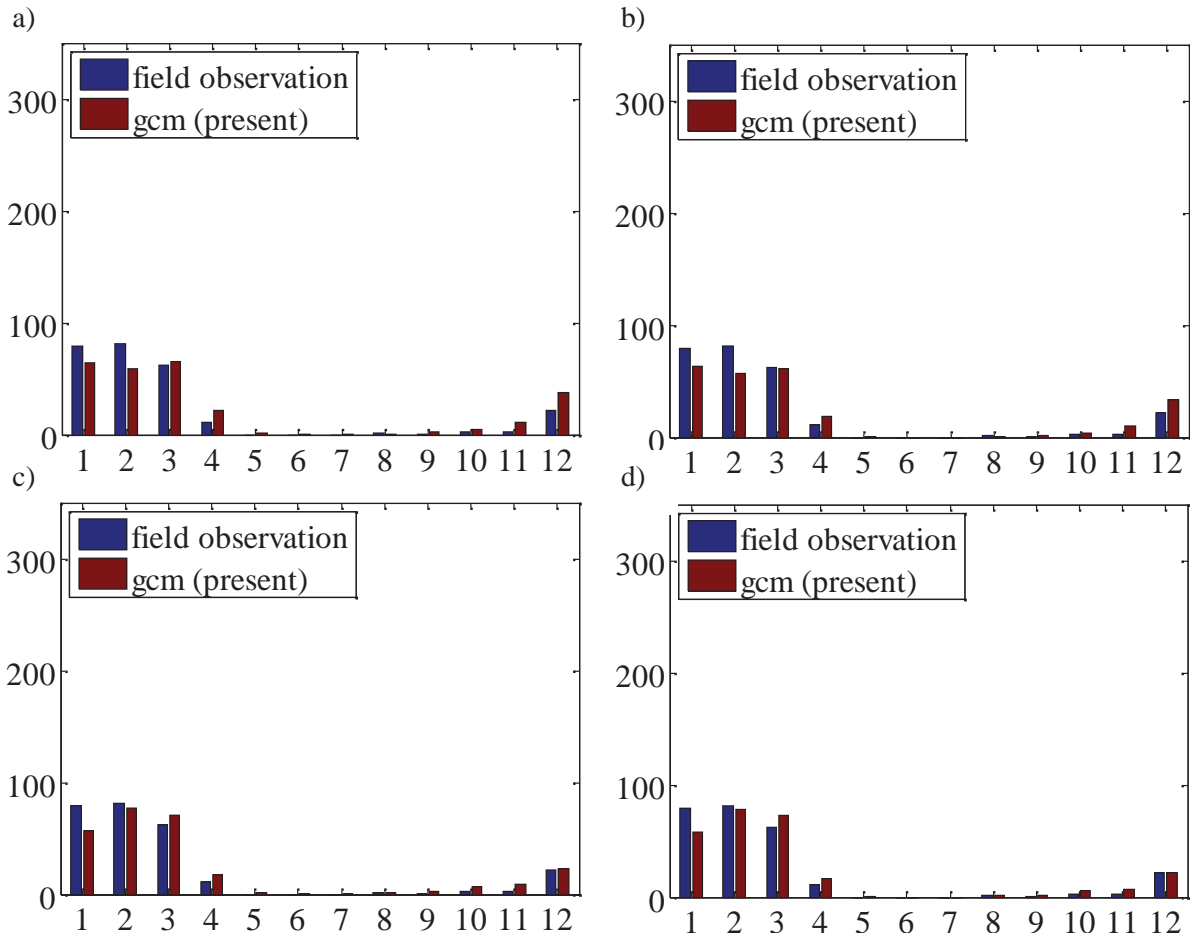 a)
300
200
100
0
field observation
gcm (present)
1 2 3 4 5 6 7 8 9 10 11 12
b)
300
200
100
0
field observation
gcm (present)
1 2 3 4 5 6 7 8 9 10 11 12
c)
300
200
100
0
field observation
gcm (present)
1 2 3 4 5 6 7 8 9 10 11 12
d)
300
200
100
0
field observation
gcm (present)
1 2 3 4 5 6 7 8 9 10 11 12